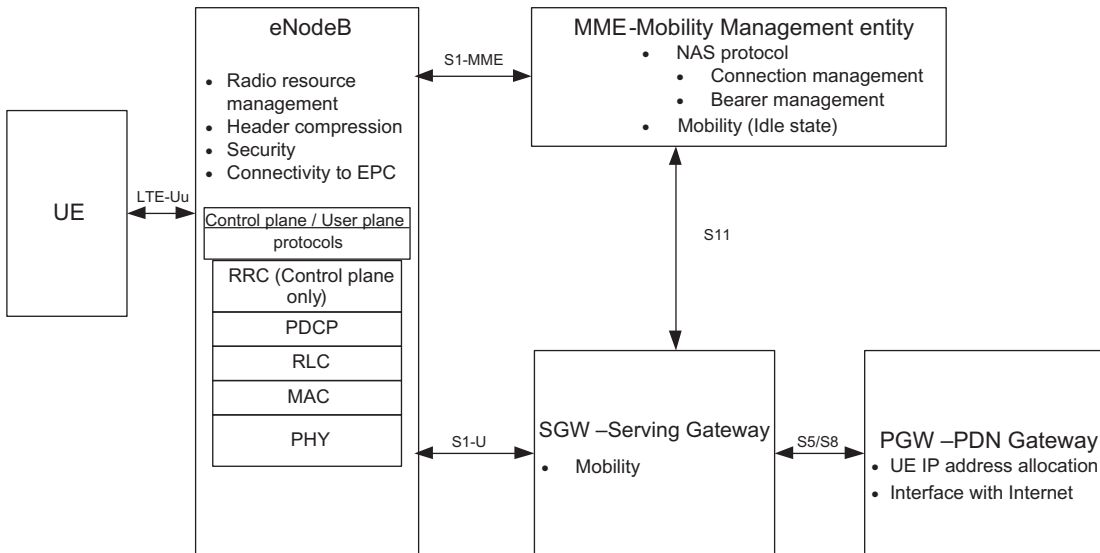 eNodeB
• Radio resource
management
• Header compression
• Security
• Connectivity to EPC
Control plane / User plane
protocols
RRC (Control plane
only)
PDCP
RLC
MAC
PHY
UE
LTE-Uu
S1-MME
MME-Mobility Management entity
• NAS protocol
• Connection management
• Bearer management
• Mobility (Idle state)
S11
S1-U
SGW –Serving Gateway
• Mobility
S5/S8
PGW –PDN Gateway
• UE IP address allocation
• Interface with Internet